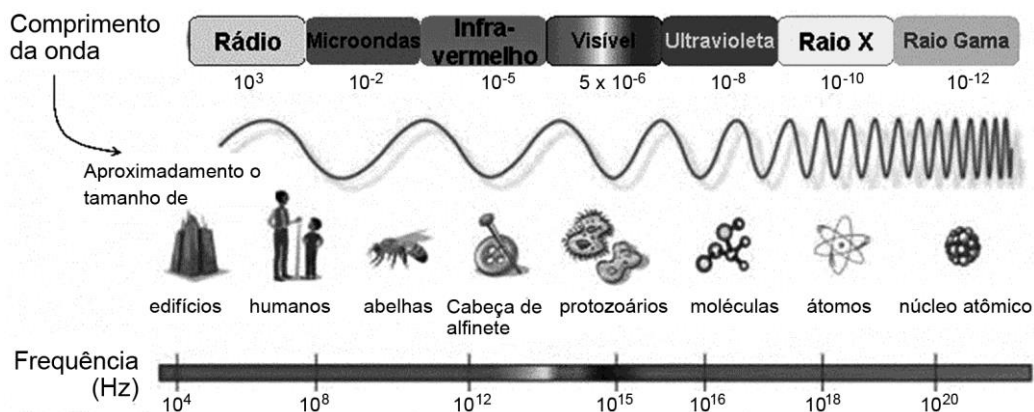 Comprimento
da onda
Rádio
Microondas
Infra-
vermelho
Visível
Ultravioleta
Raio X
Raio Gama
10³
10⁻²
10⁻⁵
5 x 10⁻⁶
10⁻⁸
10⁻¹⁰
10⁻¹²
Aproximadamento o
tamanho de
edifícios
humanos
abelhas
Cabeça de
alfinete
protozoários
moléculas
átomos
núcleo atômico
Frequência
(Hz)
10⁴
10⁸
10¹²
10¹⁵
10¹⁶
10¹⁸
10²⁰